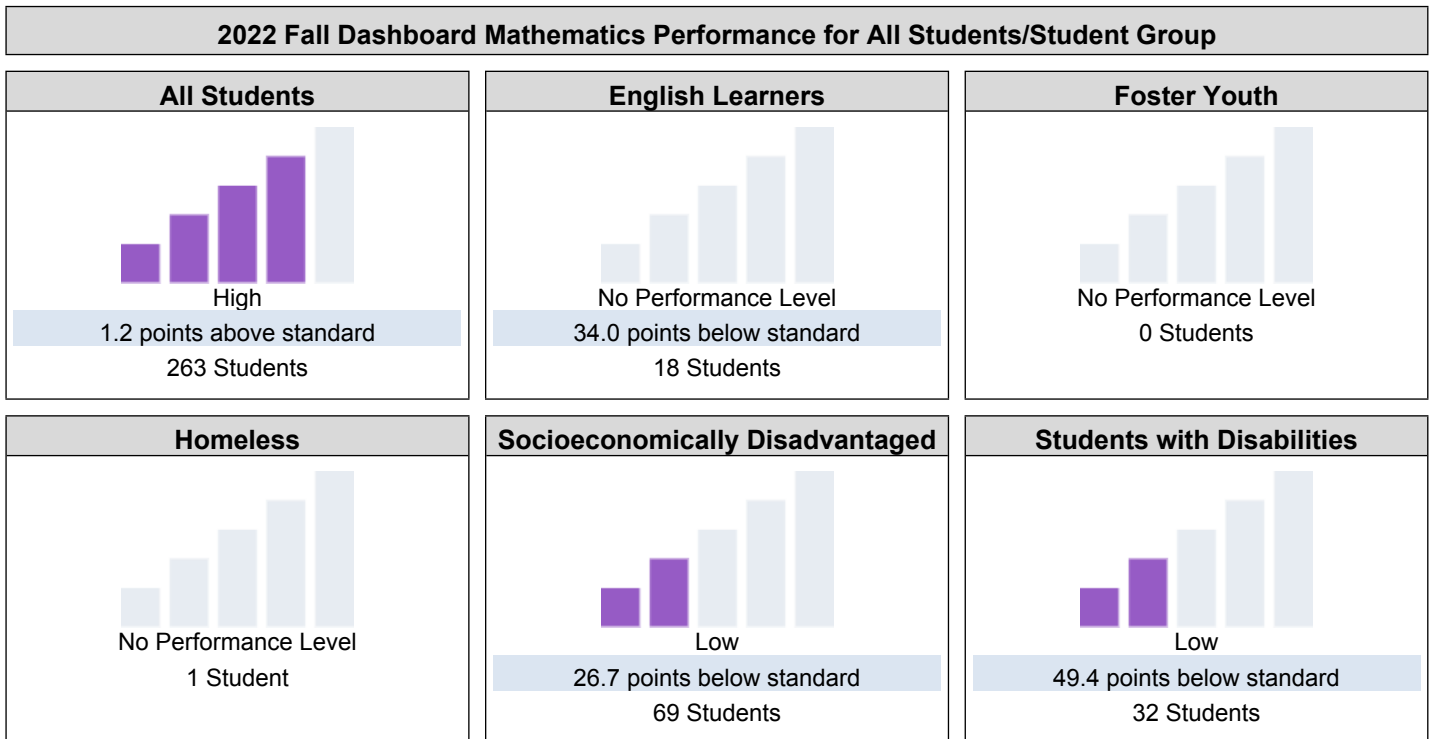 2022 Fall Dashboard Mathematics Performance for All Students/Student Group
All Students
High
1.2 points above standard
263 Students
English Learners
No Performance Level
34.0 points below standard
18 Students
Foster Youth
No Performance Level
0 Students
Homeless
No Performance Level
1 Student
Socioeconomically Disadvantaged
Low
26.7 points below standard
69 Students
Students with Disabilities
Low
49.4 points below standard
32 Students